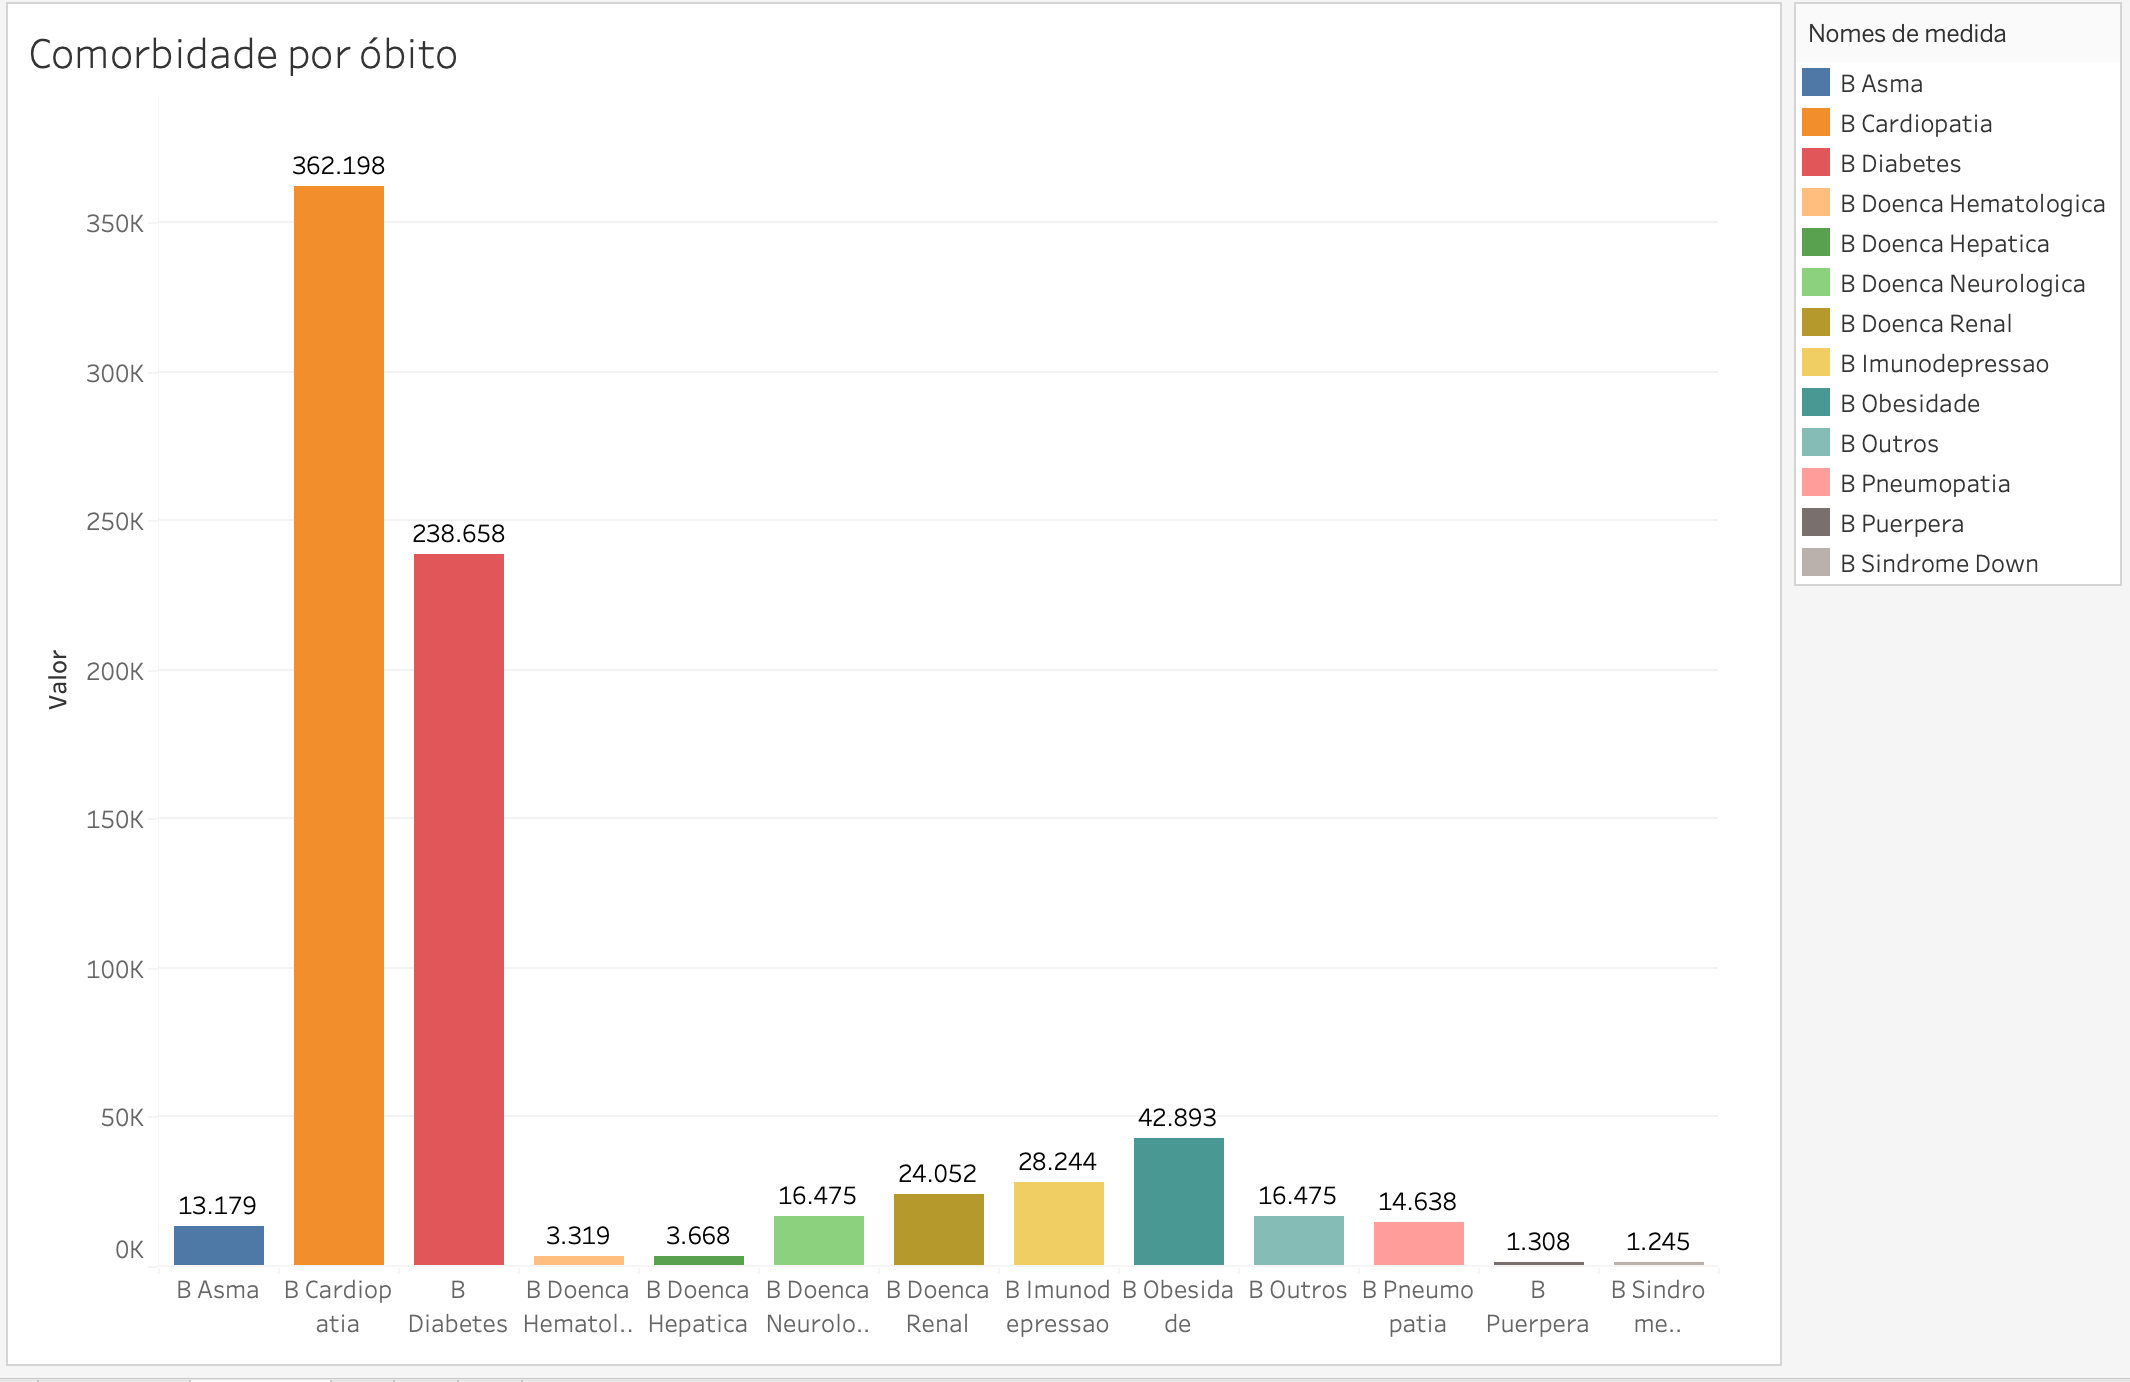 Comorbidade por óbito
Valor
350K
300K
250K
200K
150K
100K
50K
0K
13.179
362.198
238.658
3.319
3.668
16.475
24.052
28.244
42.893
16.475
14.638
1.308
1.245
B Asma
B Cardiop
atia
B
Diabetes
B Doenca
Hematol..
B Doenca
Hepatica
B Doenca
Neurolo..
B Doenca
Renal
B Imunod
epressao
B Obesida
de
B Outros
B Pneumo
patia
B
Puerpera
B Sindro
me..
Nomes de medida
B Asma
B Cardiopatia
B Diabetes
B Doenca Hematologica
B Doenca Hepatica
B Doenca Neurologica
B Doenca Renal
B Imunodepressao
B Obesidade
B Outros
B Pneumopatia
B Puerpera
B Sindrome Down